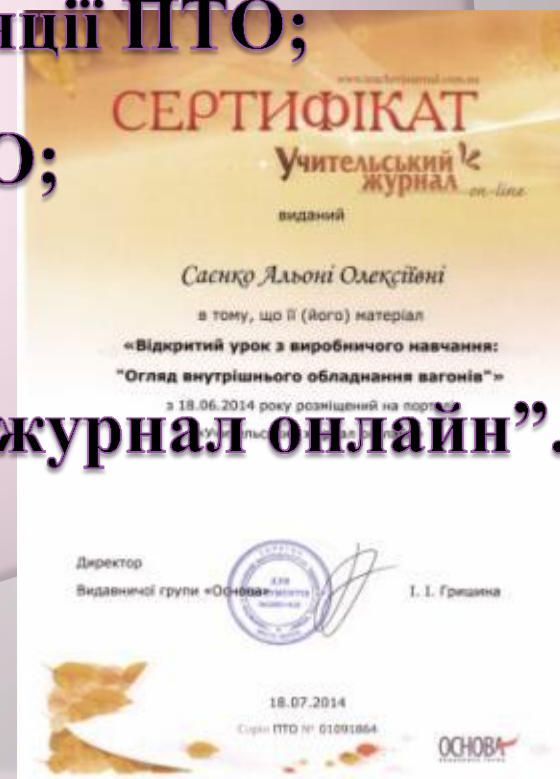 нції ПТО;
www.teacherjournal.com.ua
СЕРТИФІКАТ
О;
Учительський
журнал on-line
виданий
Саєнко Альоні Олексіївні
в тому, що її (його) матеріал
«Відкритий урок з виробничого навчання:
"Огляд внутрішнього обладнання вагонів"»
з 18.06.2014 року розміщений на
журнал онлайн”.
Директор
Видавничої групи «Основа»
І. І. Гришина
18.07.2014
Серія ПТО № 01091864
ОСНОВА